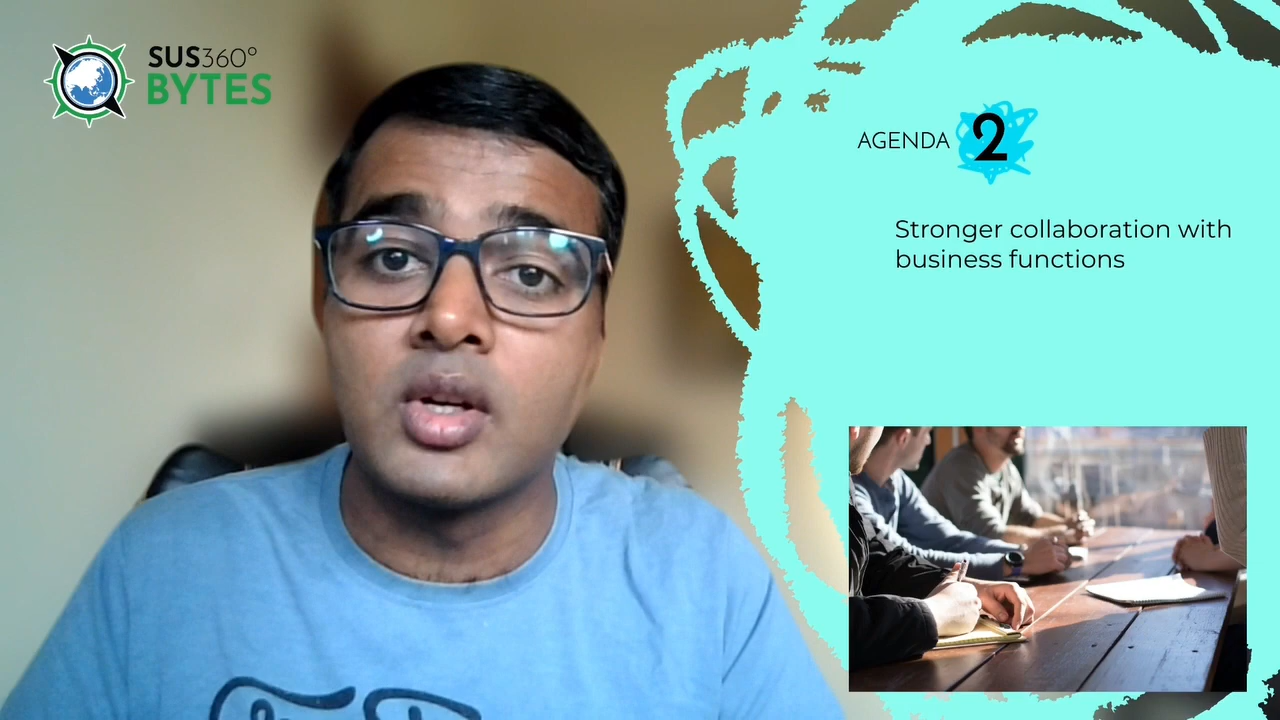 SUS360°
BYTES
AGENDA 2
Stronger collaboration with
business functions